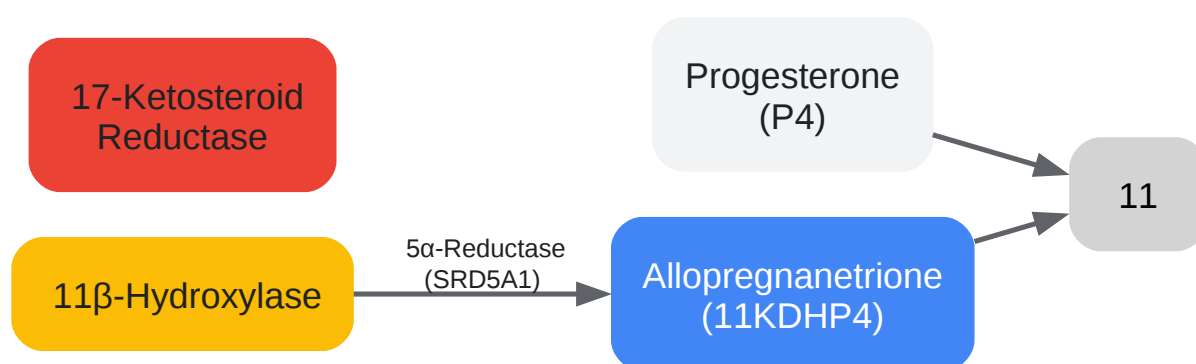 17-Ketosteroid
Reductase
Progesterone
(P4)
11
11β-Hydroxylase
5α-Reductase
(SRD5A1)
Allopregnanetrione
(11KDHP4)